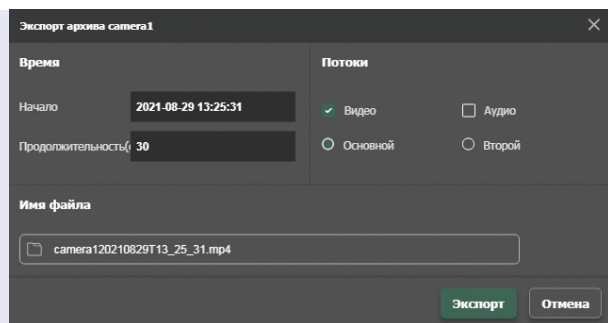 Экспорт архива camera1
Время
Потоки
Начало 2021-08-29 13:25:31
Видео Аудио
Продолжительность( 30
Основной Второй
Имя файла
camera120210829T13_25_31.mp4
Экспорт Отмена